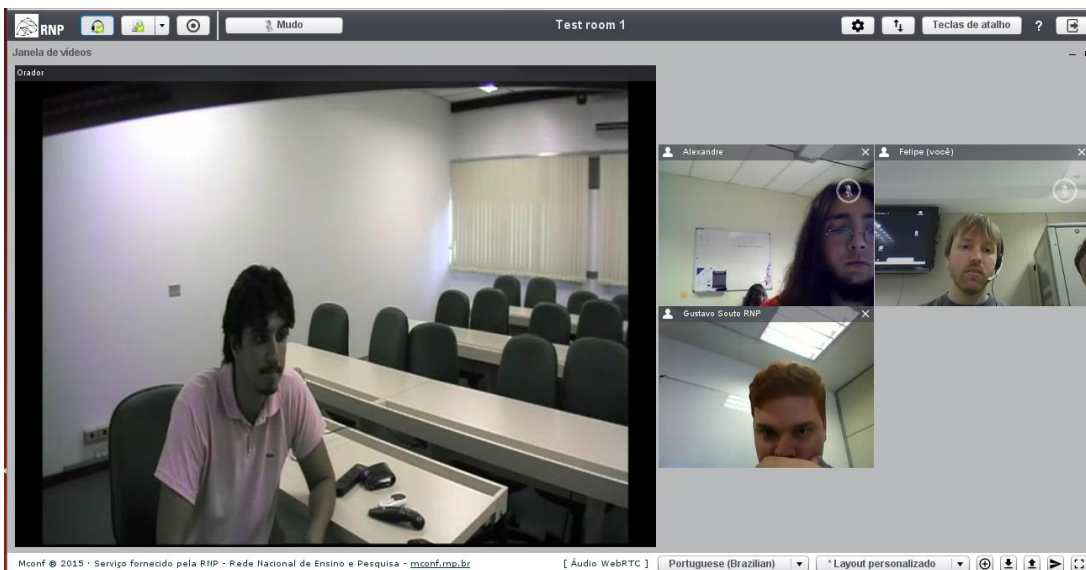 RNP
Mudo
Test room 1
Teclas de atalho
?
Janela de vídeos
Orador
Alexandre
Felipe (você)
Gustavo Souto RNP
Mconf © 2015 · Serviço fornecido pela RNP - Rede Nacional de Ensino e Pesquisa - mconf.rnp.br
[ Áudio WebRTC ]
Portuguese (Brazilian)
* Layout personalizado